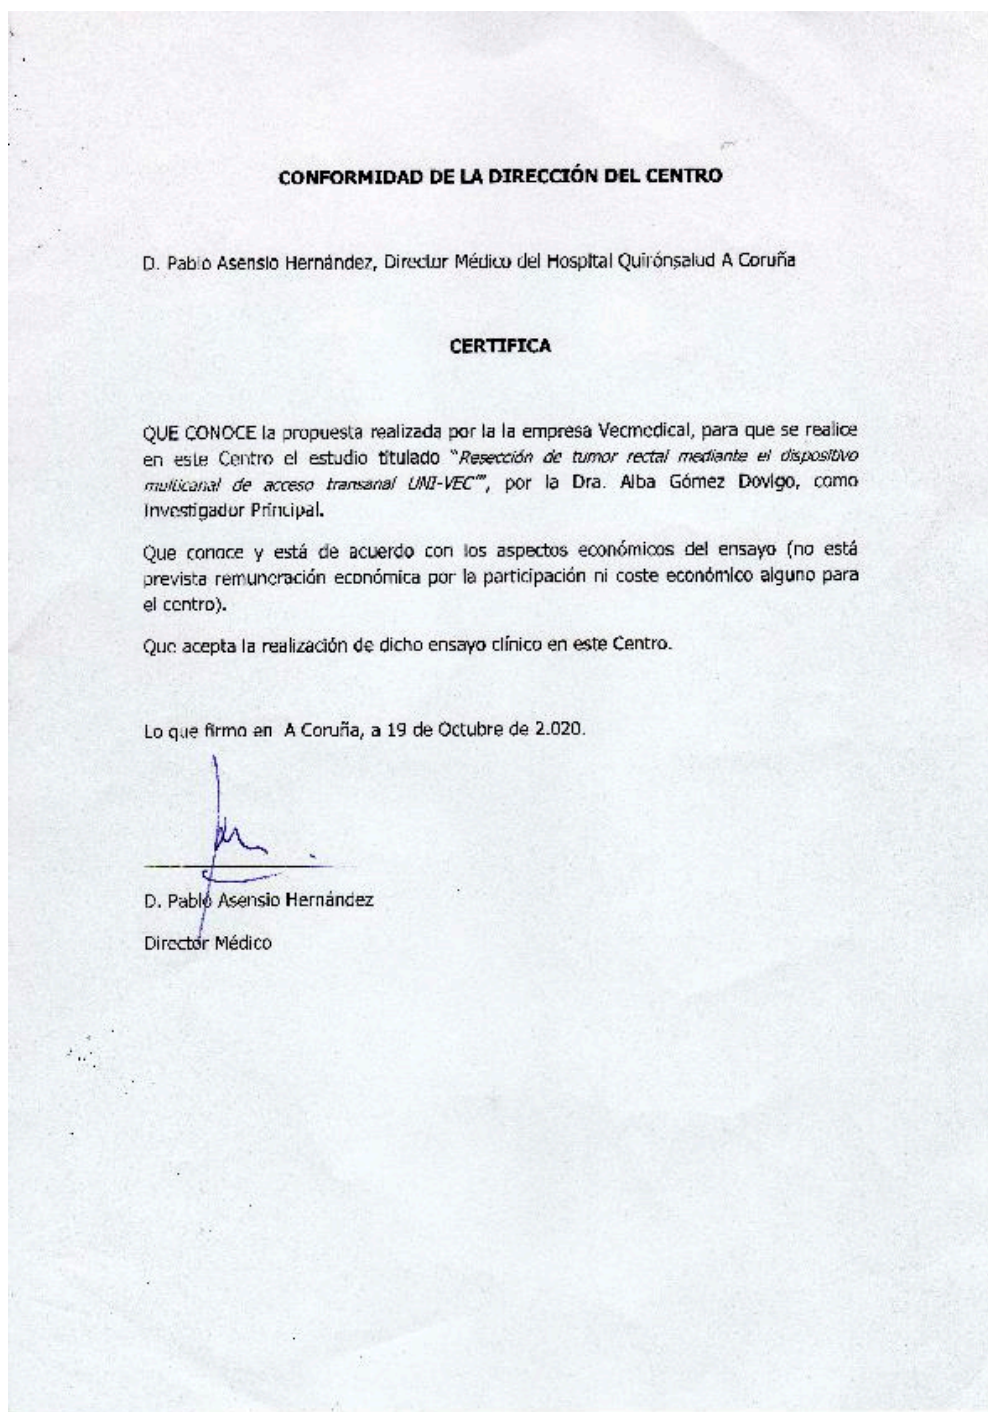 CONFORMIDAD DE LA DIRECCIÓN DEL CENTRO
D. Pablo Asensio Hernández, Director Médico del Hospital Quirónsalud A Coruña
CERTIFICA
QUE CONOCE la propuesta realizada por la la empresa Vecmedical, para que se realice
en este Centro el estudio titulado "Resección de tumor rectal mediante el dispositivo
multicanal de acceso transanal UNI-VEC®", por la Dra. Alba Gómez Dovigo, como
Investigador Principal.
Que conoce y está de acuerdo con los aspectos económicos del ensayo (no está
prevista remuneración económica por la participación ni coste económico alguno para
el centro).
Que acepta la realización de dicho ensayo clínico en este Centro.
Lo que firmo en A Coruña, a 19 de Octubre de 2.020.
D. Pablo Asensio Hernández
Director Médico